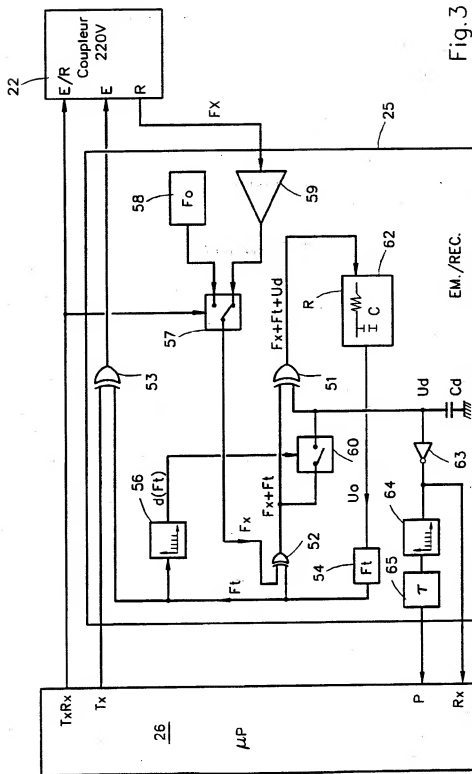 22
E/R
Coupleur
220V
E
R
FX
Fig.3
25
58
Fo
59
57
53
56
d(Ft)
Fx
Ft
Fx+Ft
52
60
51
Fx+Ft+Ud
R
C
62
EM./REC.
Uo
54
Ft
Ud
Cd
63
64
65
τ
TxRx
Tx
26
μP
P
Rx